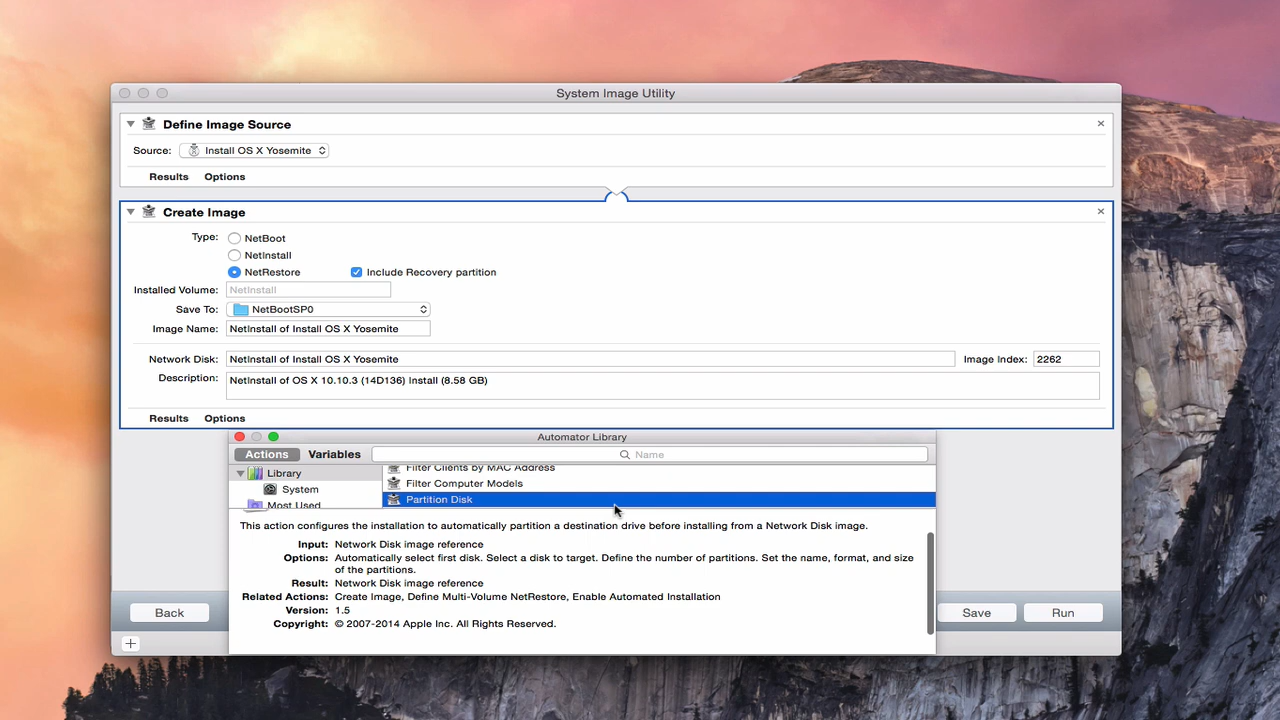 System Image Utility
Define Image Source
Source: Install OS X Yosemite
Results Options
Create Image
Type: NetBoot
NetInstall
NetRestore Include Recovery partition
Installed Volume: NetInstall
Save To: NetBootSP0
Image Name: NetInstall of Install OS X Yosemite
Network Disk: NetInstall of Install OS X Yosemite Image Index: 2262
Description: NetInstall of OS X 10.10.3 (14D136) Install (8.58 GB)
Results Options
Automator Library
Actions Variables Name
Library Filter Clients by MAC Address
System Filter Computer Models
Most Used Partition Disk
This action configures the installation to automatically partition a destination drive before installing from a Network Disk image.
Input: Network Disk image reference
Options: Automatically select first disk. Select a disk to target. Define the number of partitions. Set the name, format, and size
of the partitions.
Result: Network Disk image reference
Related Actions: Create Image, Define Multi-Volume NetRestore, Enable Automated Installation
Version: 1.5
Copyright: © 2007-2014 Apple Inc. All Rights Reserved.
Back Save Run